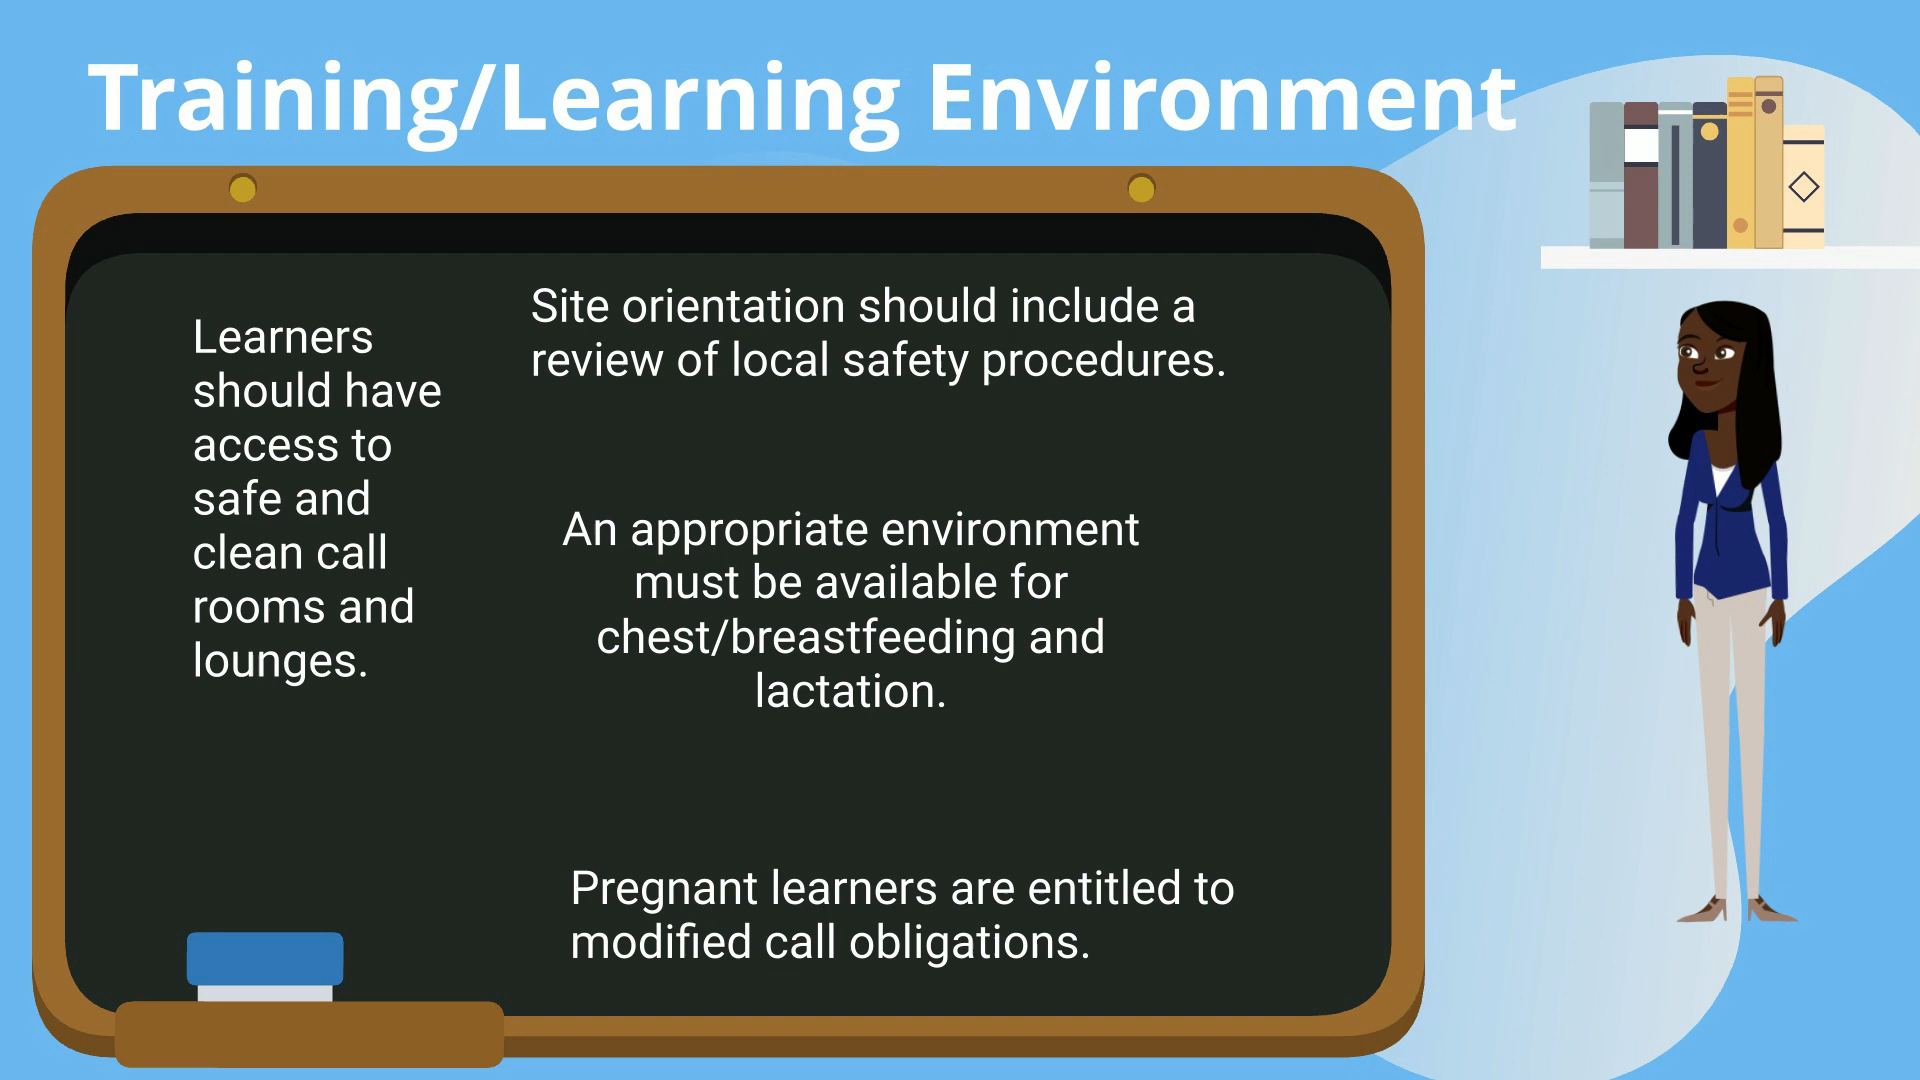 Training/Learning Environment
Learners
should have
access to
safe and
clean call
rooms and
lounges.
Site orientation should include a
review of local safety procedures.
An appropriate environment
must be available for
chest/breastfeeding and
lactation.
Pregnant learners are entitled to
modified call obligations.